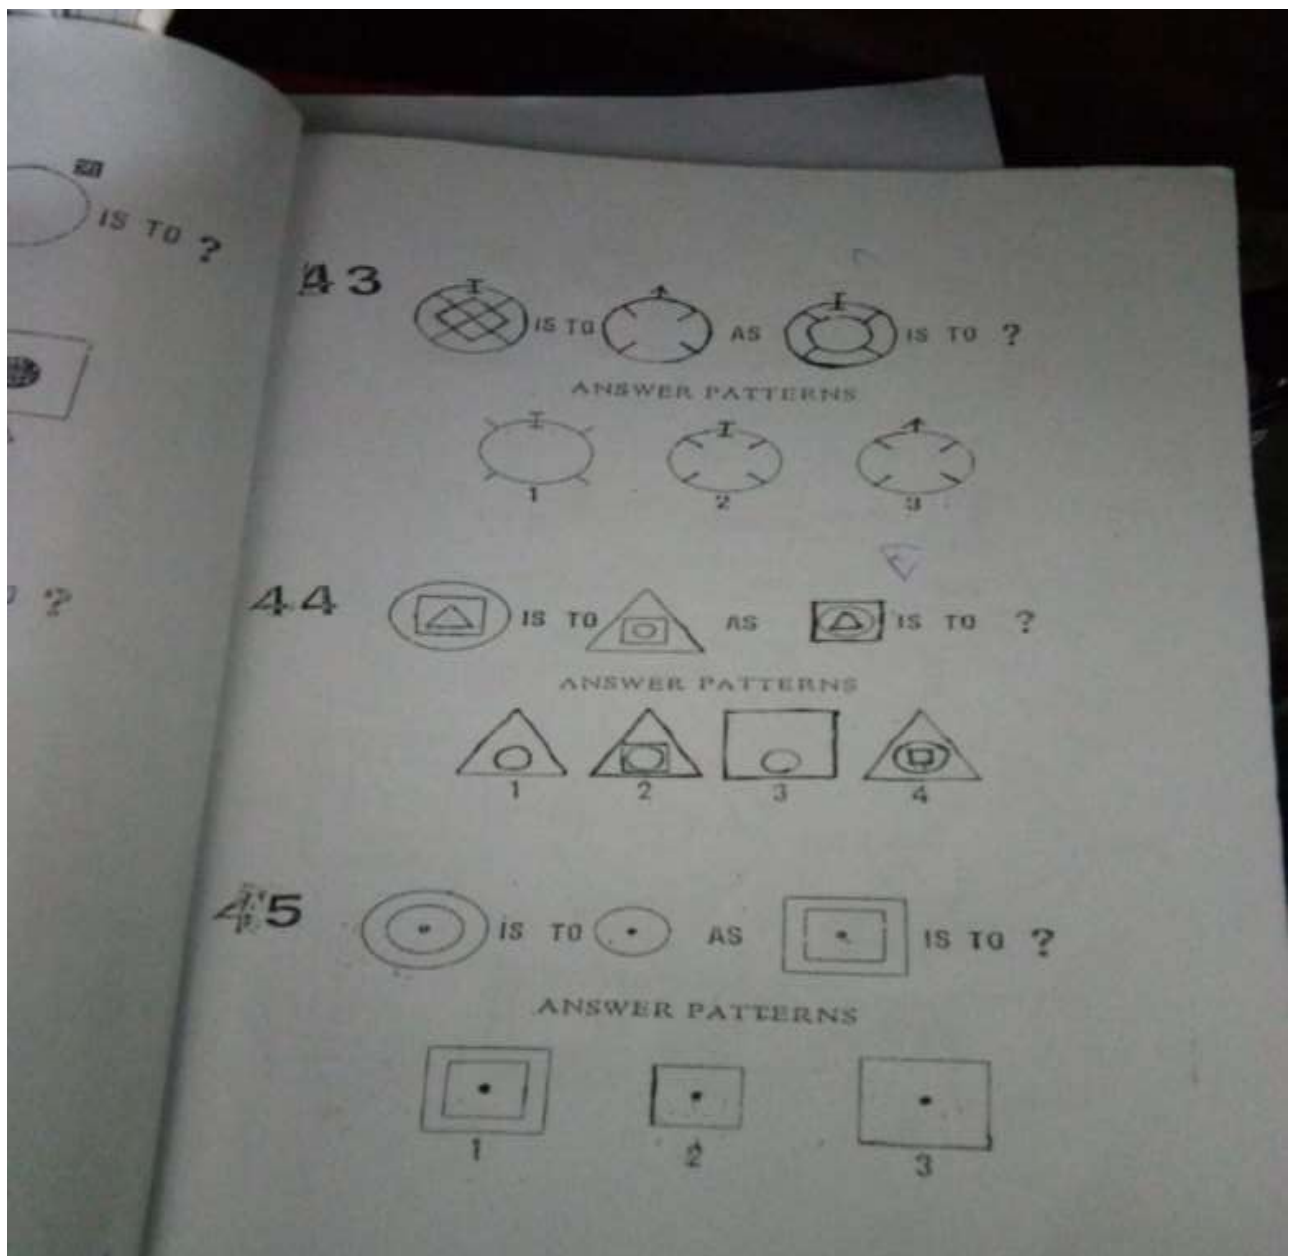 IS TO ?
?
43
IS TO AS IS TO ?
ANSWER PATTERNS
1 2 3
44
IS TO AS IS TO ?
ANSWER PATTERNS
1 2 3 4
45
IS TO AS IS TO ?
ANSWER PATTERNS
1 2 3